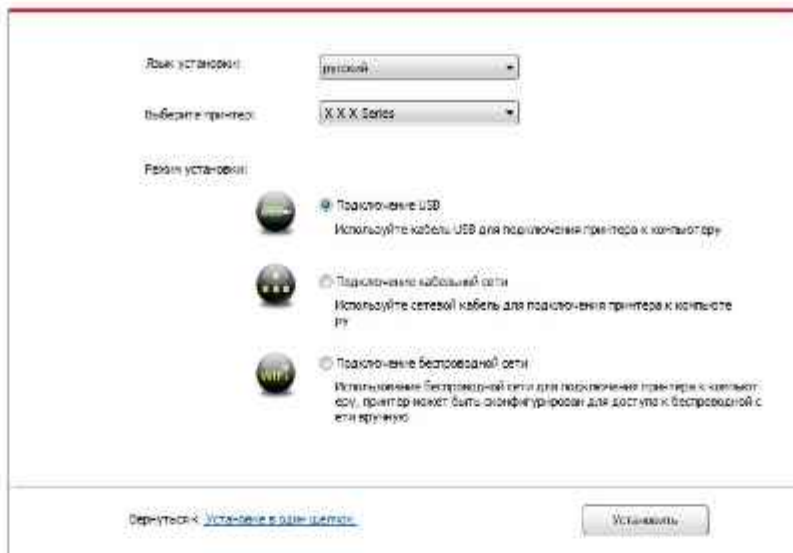 Язык установки:
русский
Выберите принтер:
X X X Series
Режим установки:
Подключение USB
Используйте кабель USB для подключения принтера к компьютеру
Подключение кабельной сети
Используйте сетевой кабель для подключения принтера к компьюте
ру
WiFi
Подключение беспроводной сети
Использование беспроводной сети для подключения принтера к компьют
еру, принтер может быть сконфигурирован для доступа к беспроводной с
ети вручную
Вернуться к Установке в один щелчок.
Установить